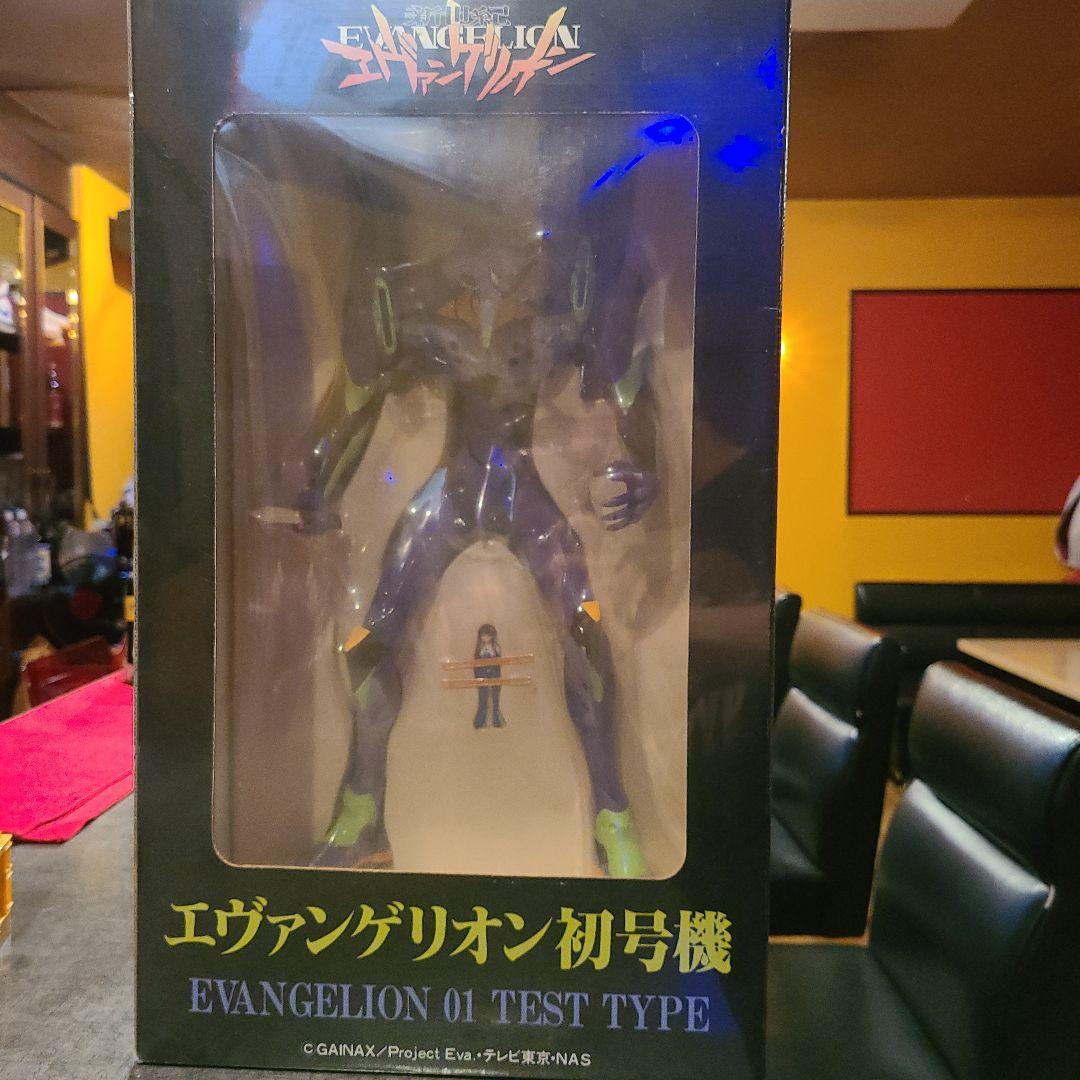 新世紀
EVANGELION
エヴァンゲリオン
エヴァンゲリオン初号機
EVANGELION 01 TEST TYPE
©GAINAX/Project Eva.・テレビ東京・NAS